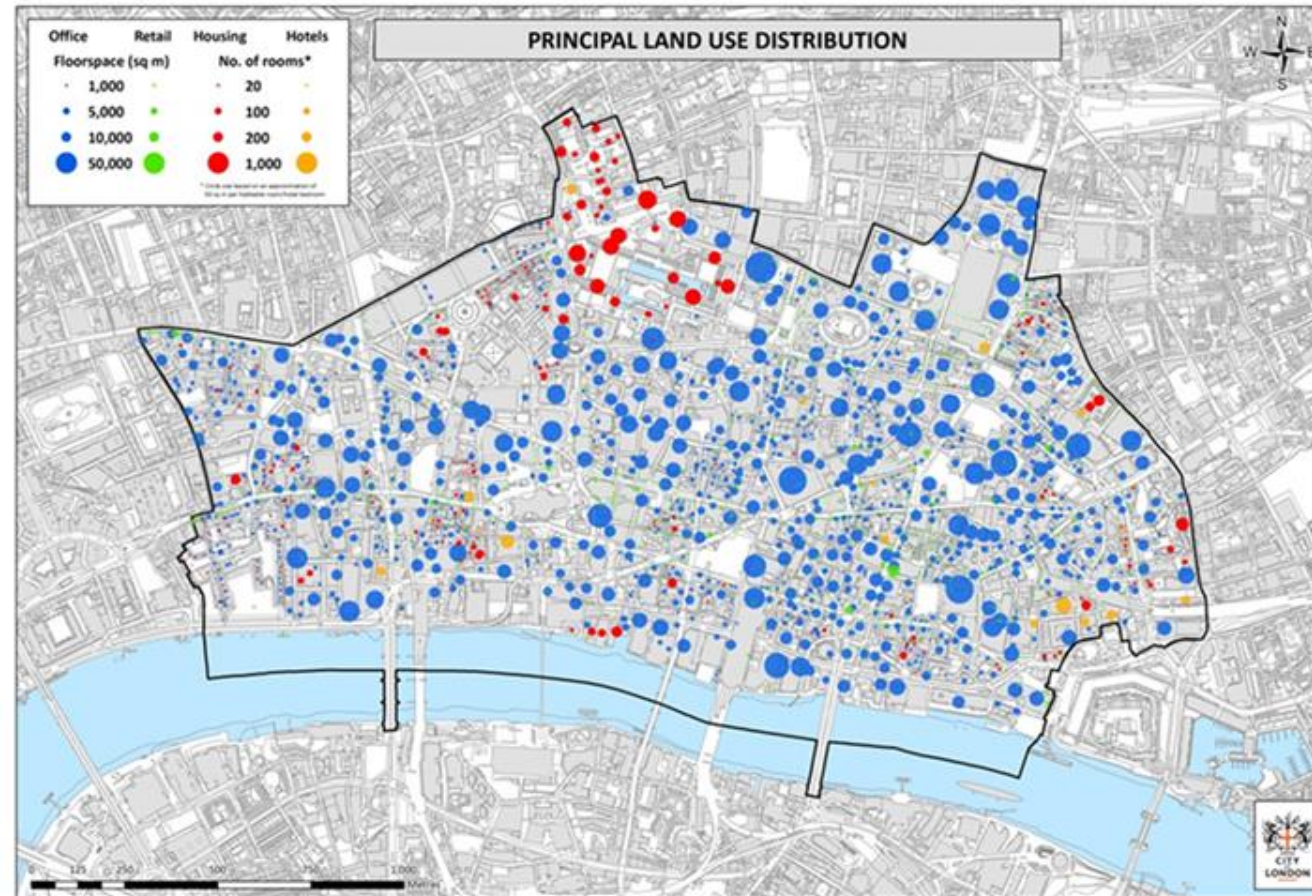 PRINCIPAL LAND USE DISTRIBUTION
Office Retail Housing Hotels
Floorspace (sq m) No. of rooms*
1,000 20
5,000 100
10,000 200
50,000 1,000
N
W E
S
0 125 250 500 750 1,000
Metres
CITY
LONDON